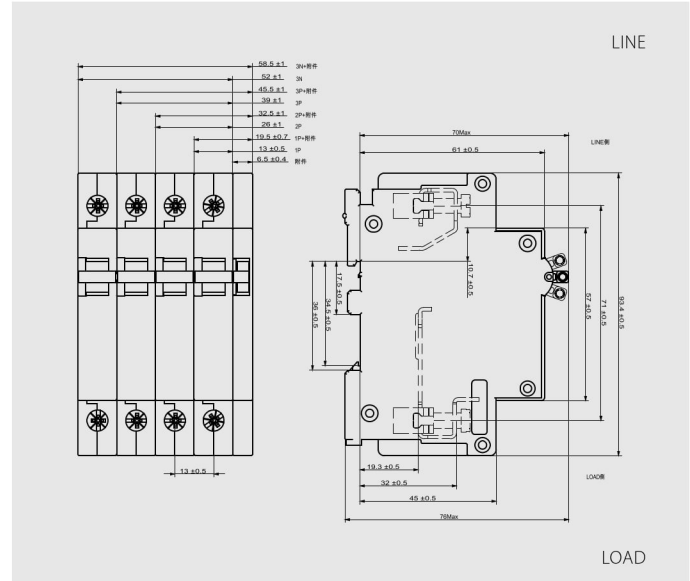 LINE
58.5 ±1 3N+附件
52 ±1 3N
45.5 ±1 3P+附件
39 ±1 3P
32.5 ±1 2P+附件
26 ±1 2P
19.5 ±0.7 1P+附件
13 ±0.5 1P
6.5 ±0.4 附件
70Max
LINE侧
61 ±0.5
10.7 ±0.5
17.5 ±0.5
34.5 ±0.5
36 ±0.5
57 ±0.5
71 ±0.5
93.4 ±0.5
13 ±0.5
19.3 ±0.5
32 ±0.5
LOAD侧
45 ±0.5
76Max
LOAD